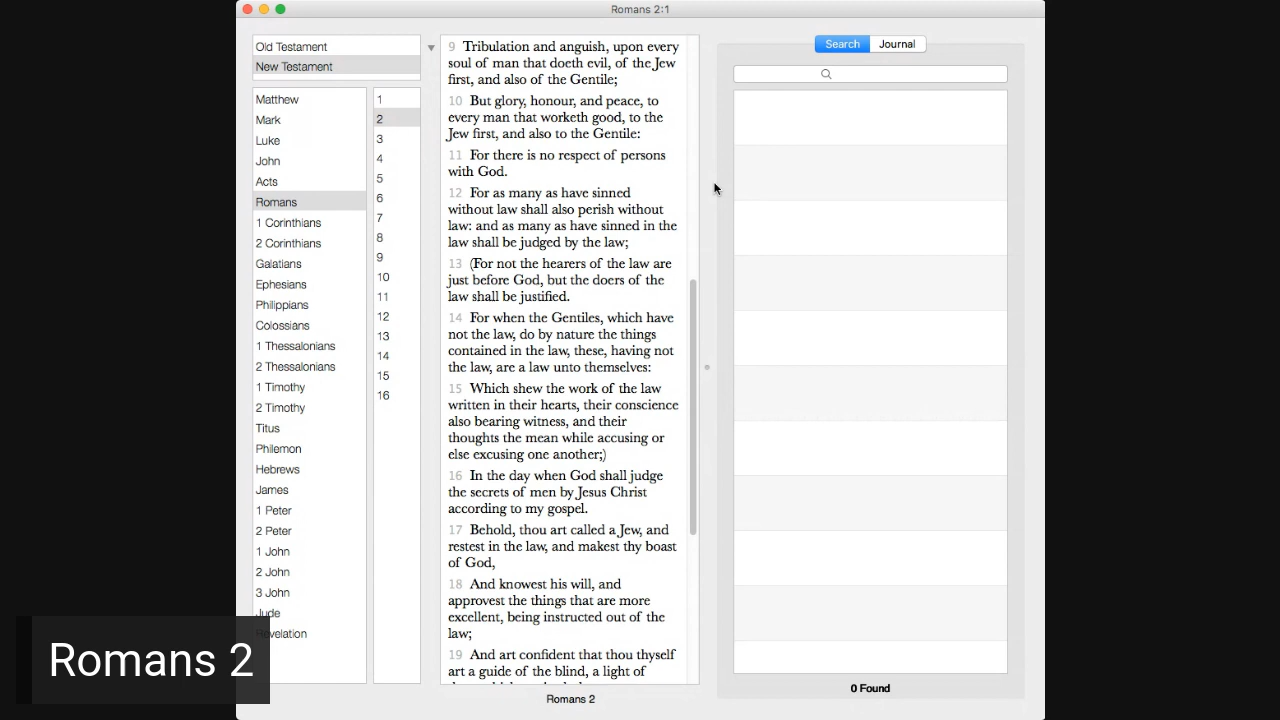 Romans 2:1
Old Testament
New Testament
Matthew
Mark
Luke
John
Acts
Romans
1 Corinthians
2 Corinthians
Galatians
Ephesians
Philippians
Colossians
1 Thessalonians
2 Thessalonians
1 Timothy
2 Timothy
Titus
Philemon
Hebrews
James
1 Peter
2 Peter
1 John
2 John
3 John
Jude
Revelation
1
2
3
4
5
6
7
8
9
10
11
12
13
14
15
16
9 Tribulation and anguish, upon every
soul of man that doeth evil, of the Jew
first, and also of the Gentile;
10 But glory, honour, and peace, to
every man that worketh good, to the
Jew first, and also to the Gentile:
11 For there is no respect of persons
with God.
12 For as many as have sinned
without law shall also perish without
law: and as many as have sinned in the
law shall be judged by the law;
13 (For not the hearers of the law are
just before God, but the doers of the
law shall be justified.
14 For when the Gentiles, which have
not the law, do by nature the things
contained in the law, these, having not
the law, are a law unto themselves:
15 Which shew the work of the law
written in their hearts, their conscience
also bearing witness, and their
thoughts the mean while accusing or
else excusing one another;)
16 In the day when God shall judge
the secrets of men by Jesus Christ
according to my gospel.
17 Behold, thou art called a Jew, and
restest in the law, and makest thy boast
of God,
18 And knowest his will, and
approvest the things that are more
excellent, being instructed out of the
law;
19 And art confident that thou thyself
art a guide of the blind, a light of
Romans 2
Search
Journal
0 Found
Romans 2